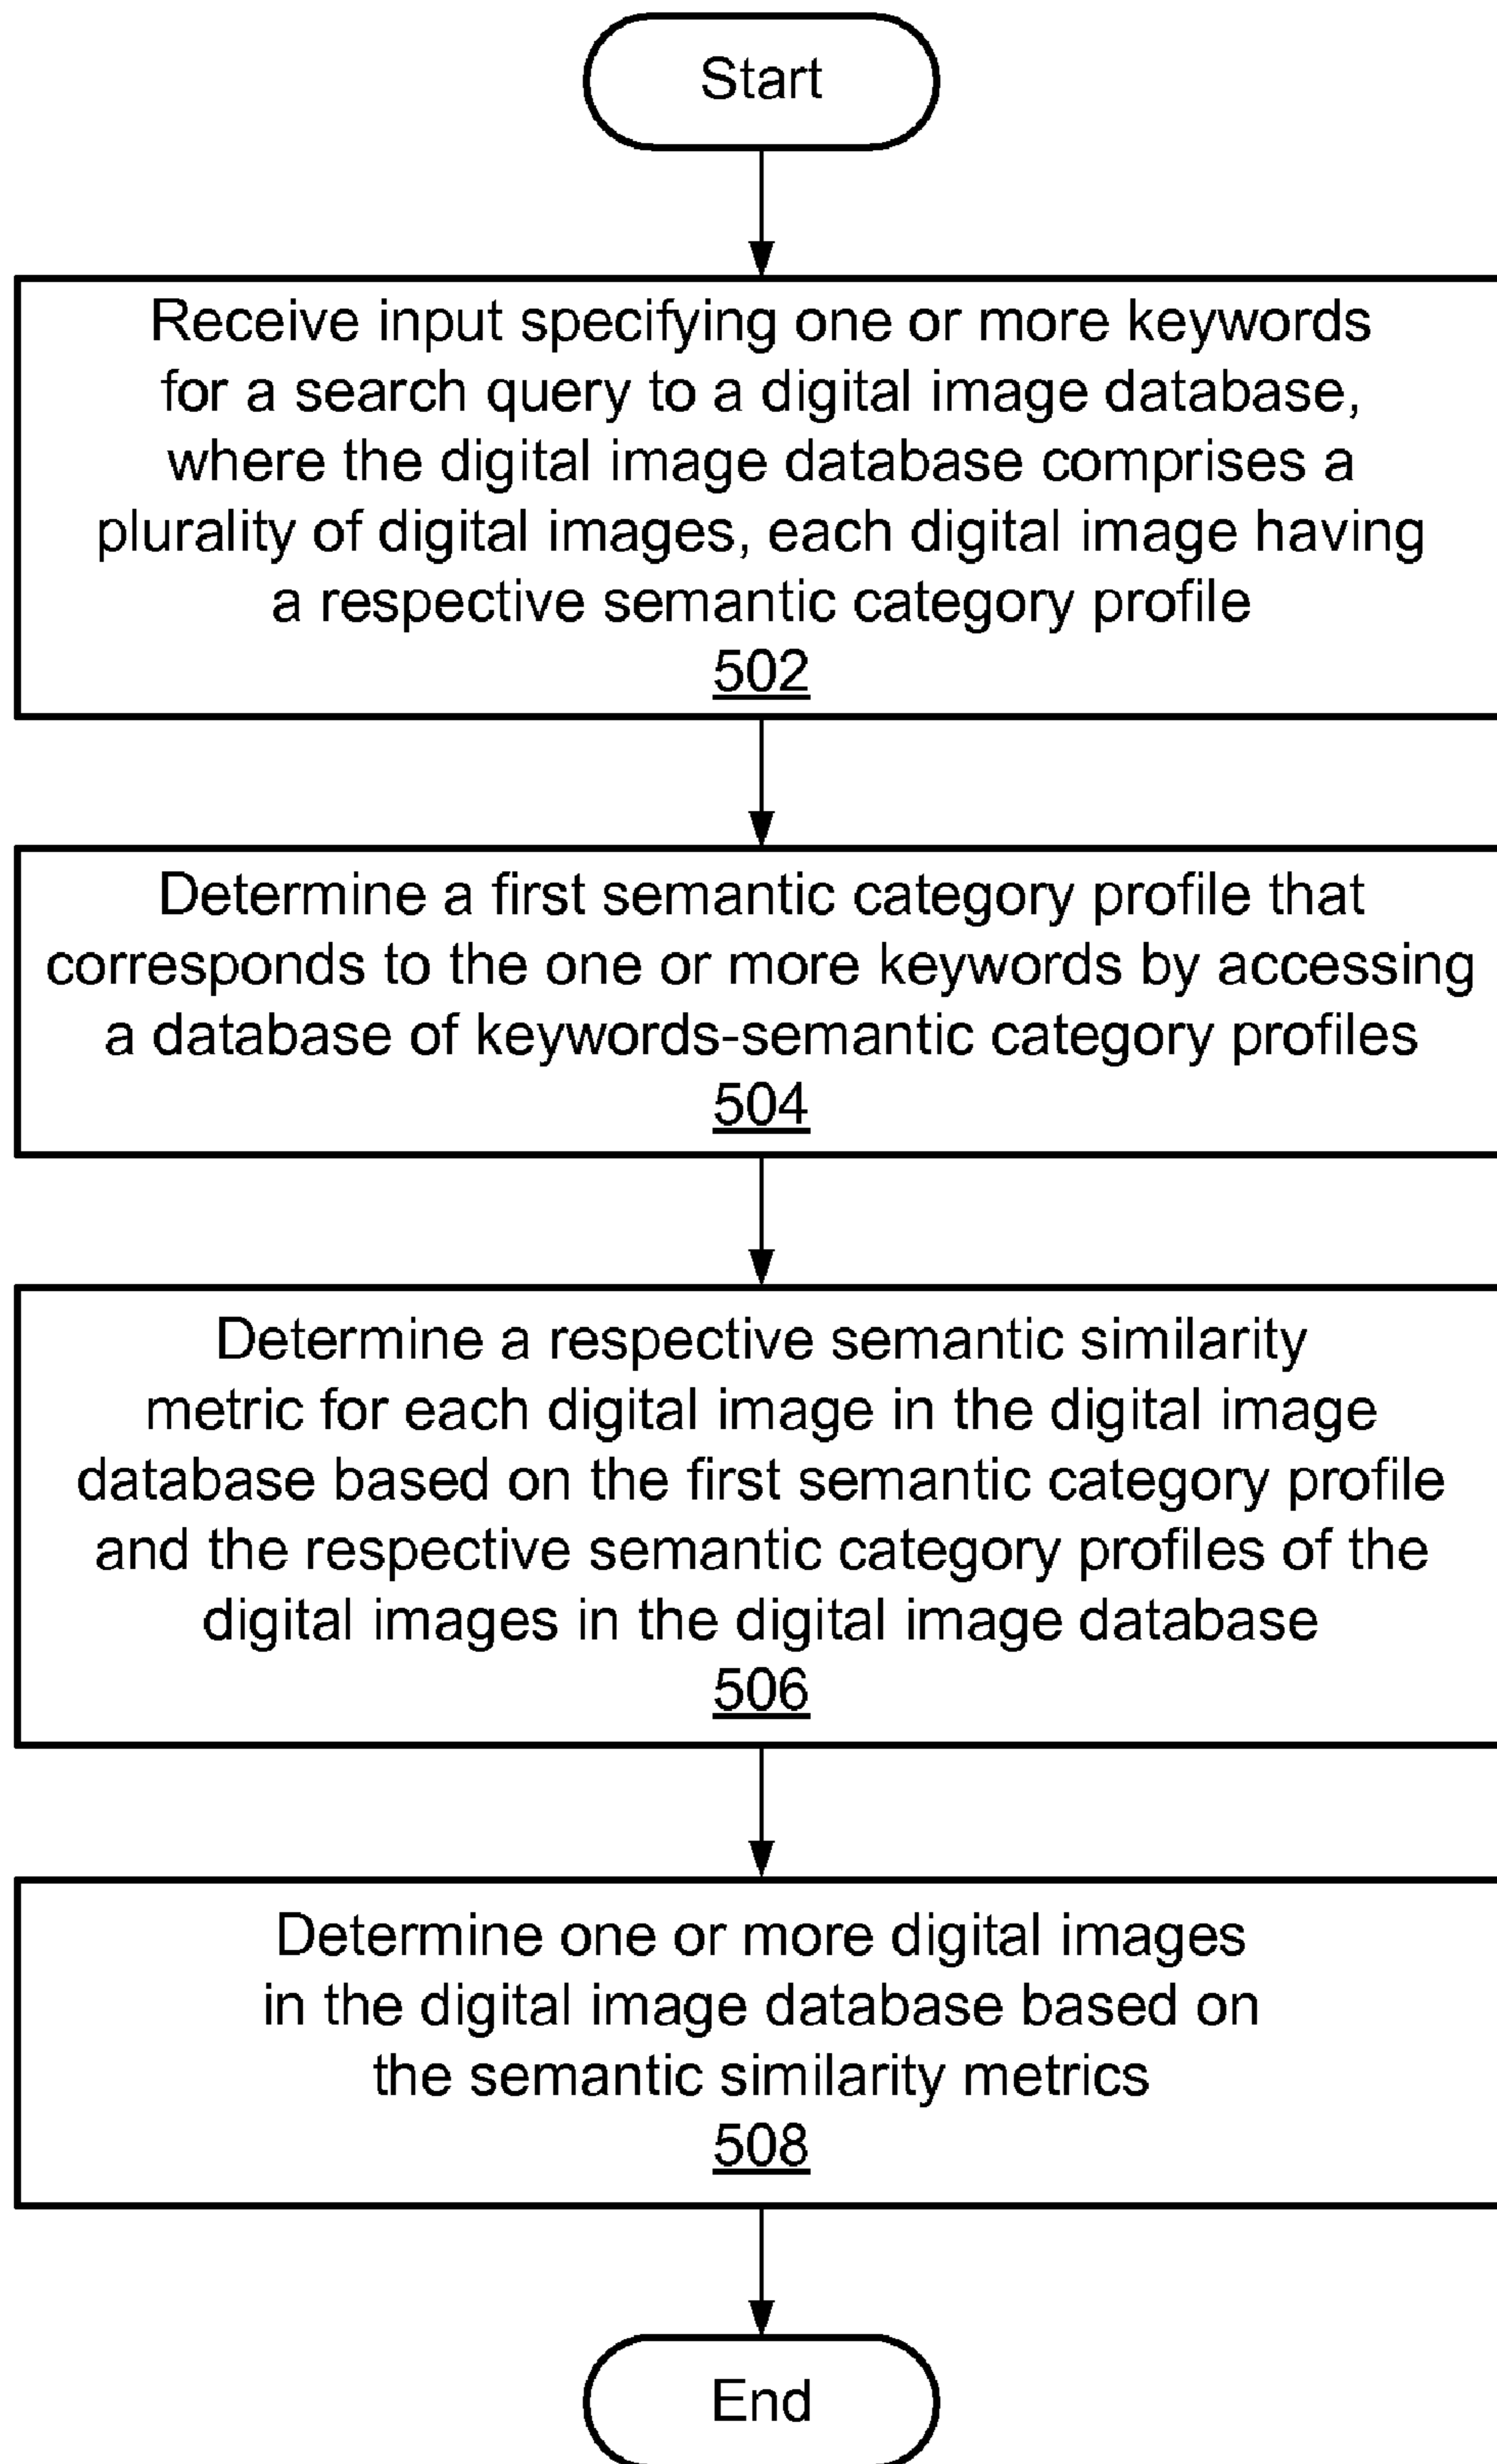 Start
Receive input specifying one or more keywords
for a search query to a digital image database,
where the digital image database comprises a
plurality of digital images, each digital image having
a respective semantic category profile
502
Determine a first semantic category profile that
corresponds to the one or more keywords by accessing
a database of keywords-semantic category profiles
504
Determine a respective semantic similarity
metric for each digital image in the digital image
database based on the first semantic category profile
and the respective semantic category profiles of the
digital images in the digital image database
506
Determine one or more digital images
in the digital image database based on
the semantic similarity metrics
508
End